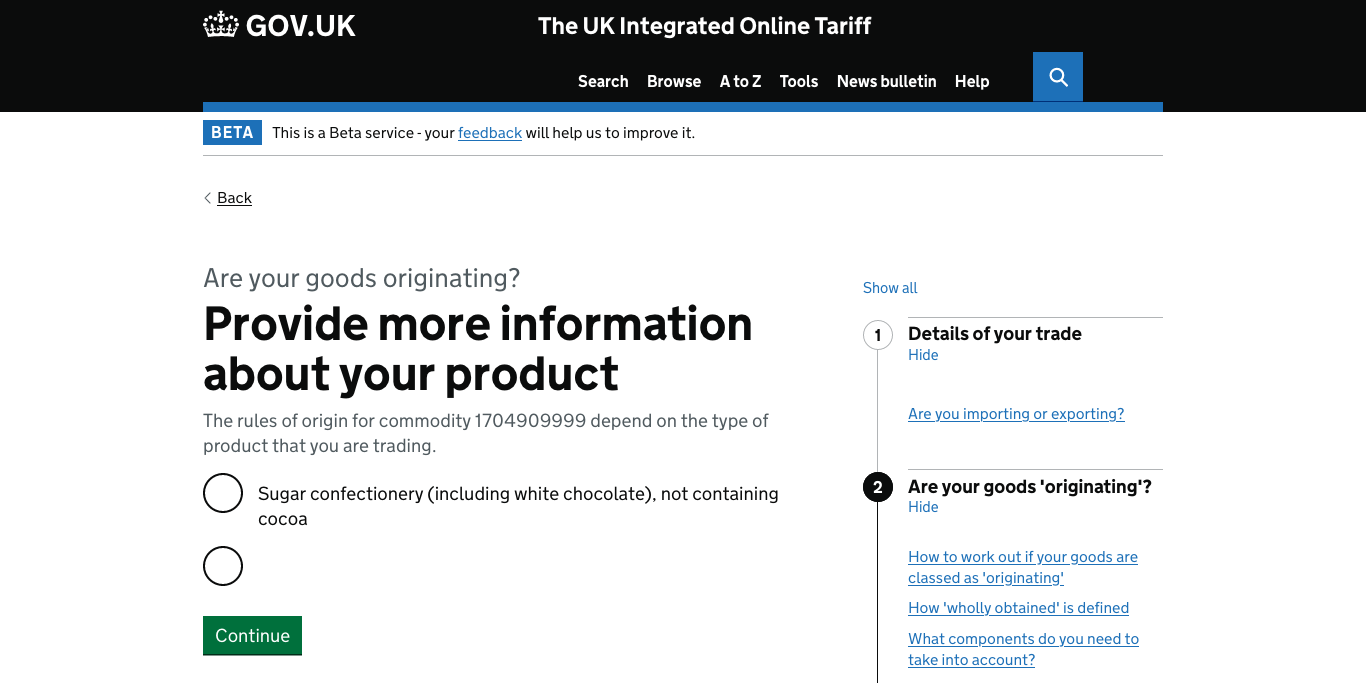 GOV.UK
The UK Integrated Online Tariff
Search Browse A to Z Tools News bulletin Help
BETA This is a Beta service - your feedback will help us to improve it.
Back
Are your goods originating?
Provide more information
about your product
The rules of origin for commodity 1704909999 depend on the type of
product that you are trading.
Sugar confectionery (including white chocolate), not containing
cocoa
Continue
Show all
1 Details of your trade
Hide
Are you importing or exporting?
2 Are your goods 'originating'?
Hide
How to work out if your goods are
classed as 'originating'
How 'wholly obtained' is defined
What components do you need to
take into account?